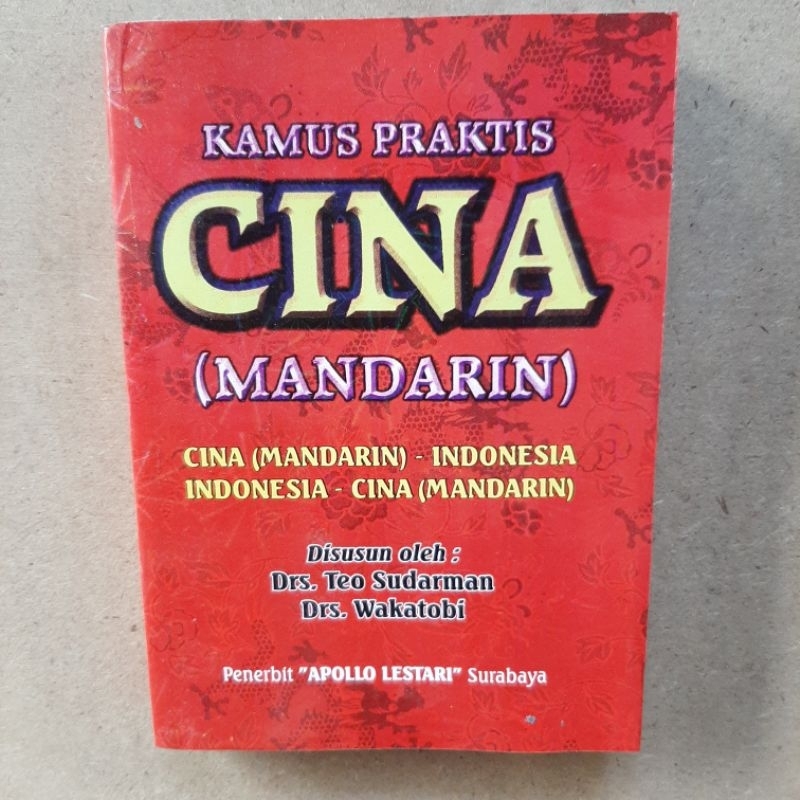 KAMUS PRAKTIS
CINA
(MANDARIN)
CINA (MANDARIN) - INDONESIA
INDONESIA - CINA (MANDARIN)
Disusun oleh :
Drs. Teo Sudarman
Drs. Wakatobi
Penerbit "APOLLO LESTARI" Surabaya